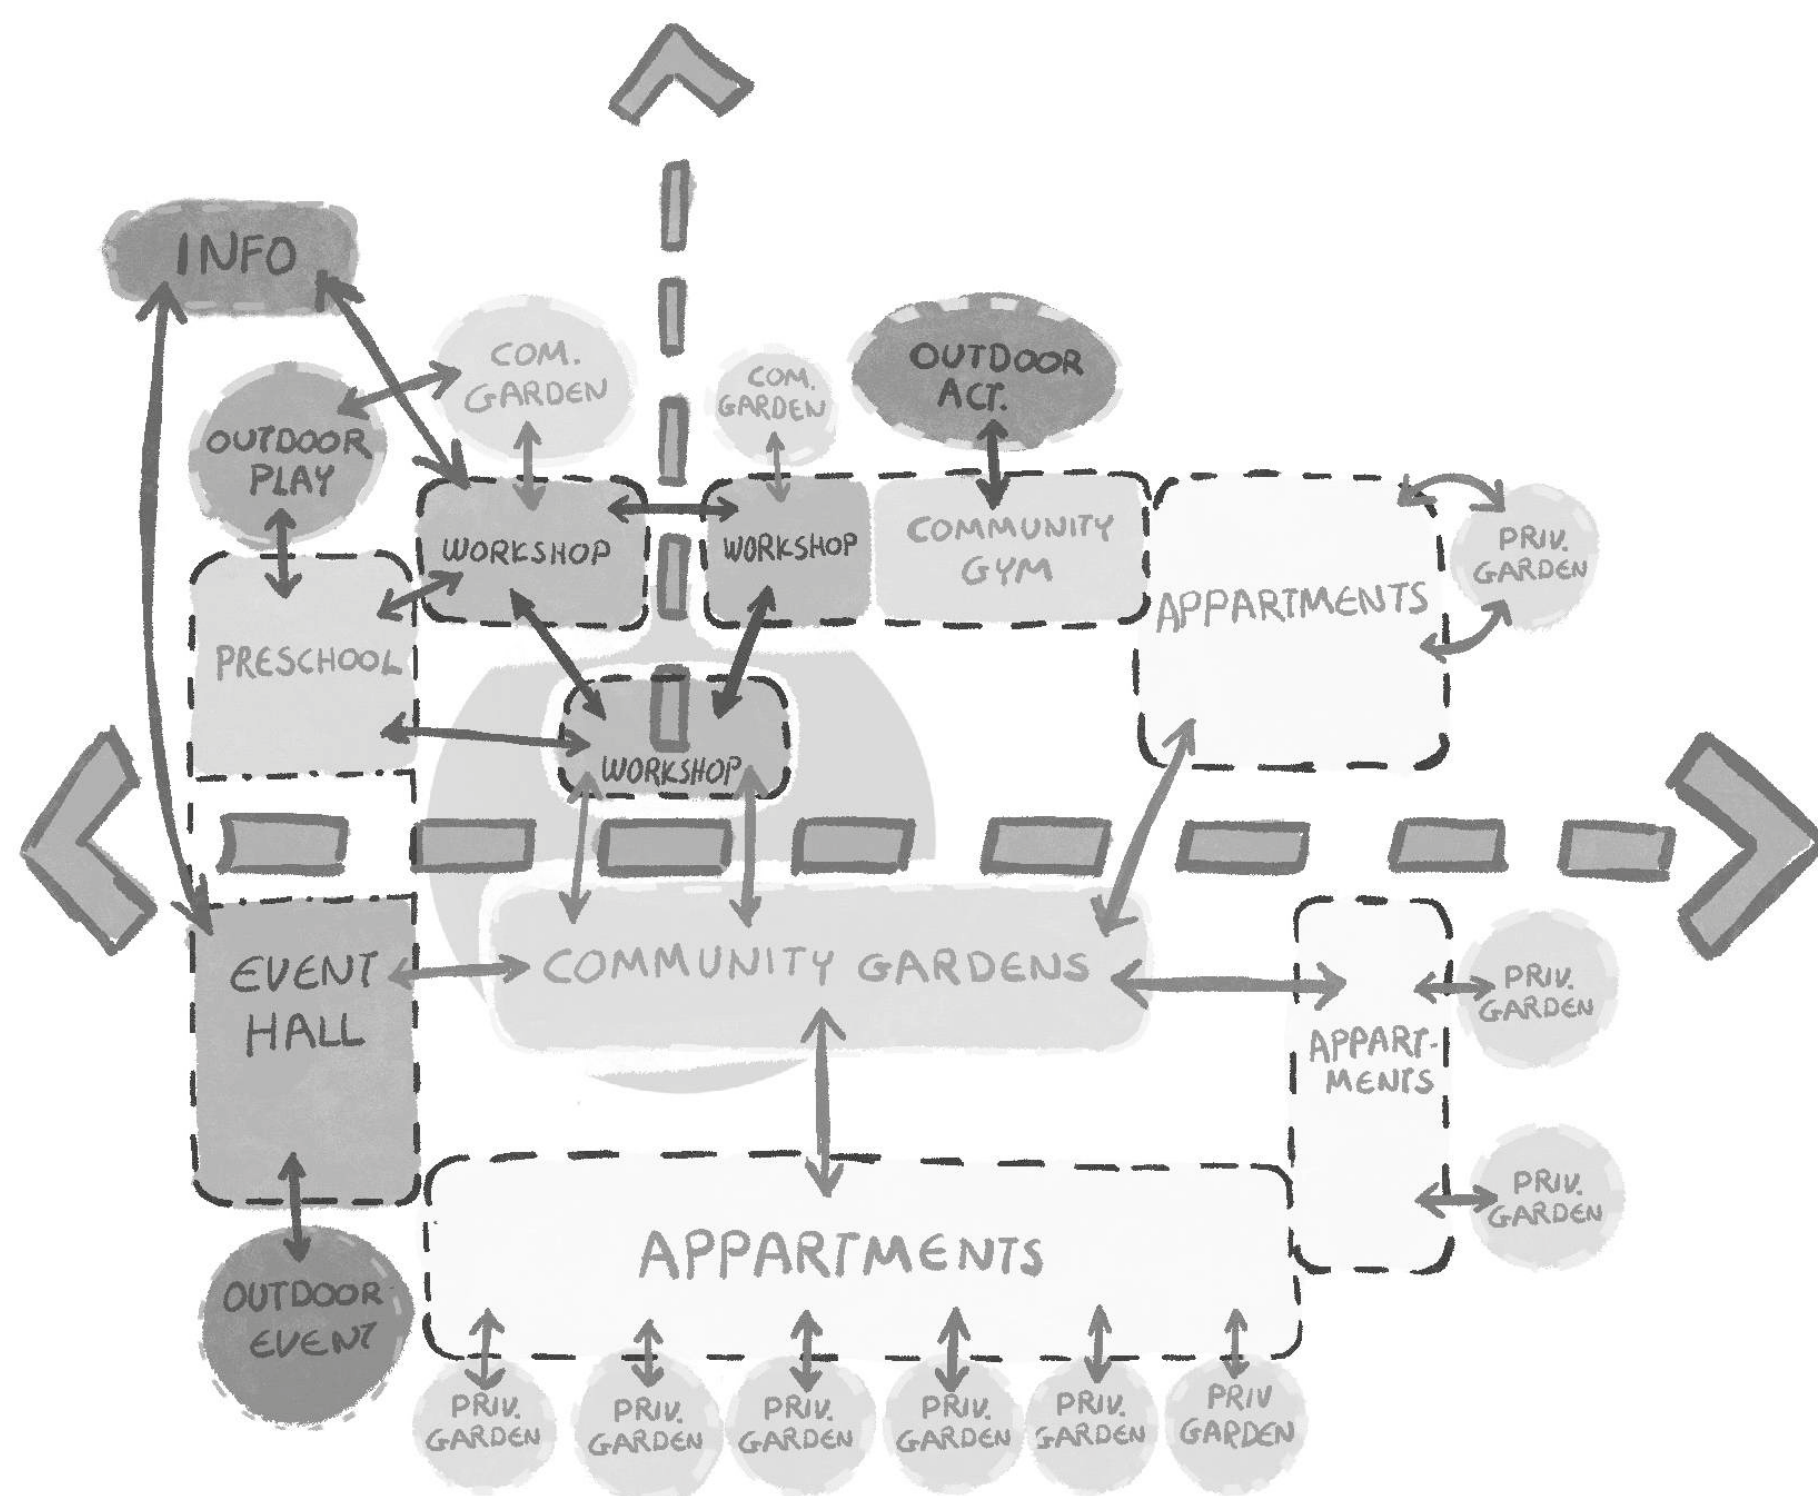 INFO
COM.
GARDEN
OUTDOOR
PLAY
COM.
GARDEN
OUTDOOR
ACT.
WORKSHOP
WORKSHOP
COMMUNITY
GYM
APPARTMENTS
PRIV.
GARDEN
PRESCHOOL
WORKSHOP
EVENT
HALL
COMMUNITY GARDENS
APPART-
MENTS
PRIV.
GARDEN
PRIV.
GARDEN
APPARTMENTS
OUTDOOR
EVENT
PRIV.
GARDEN
PRIV.
GARDEN
PRIV.
GARDEN
PRIV.
GARDEN
PRIV.
GARDEN
PRIV
GARDEN